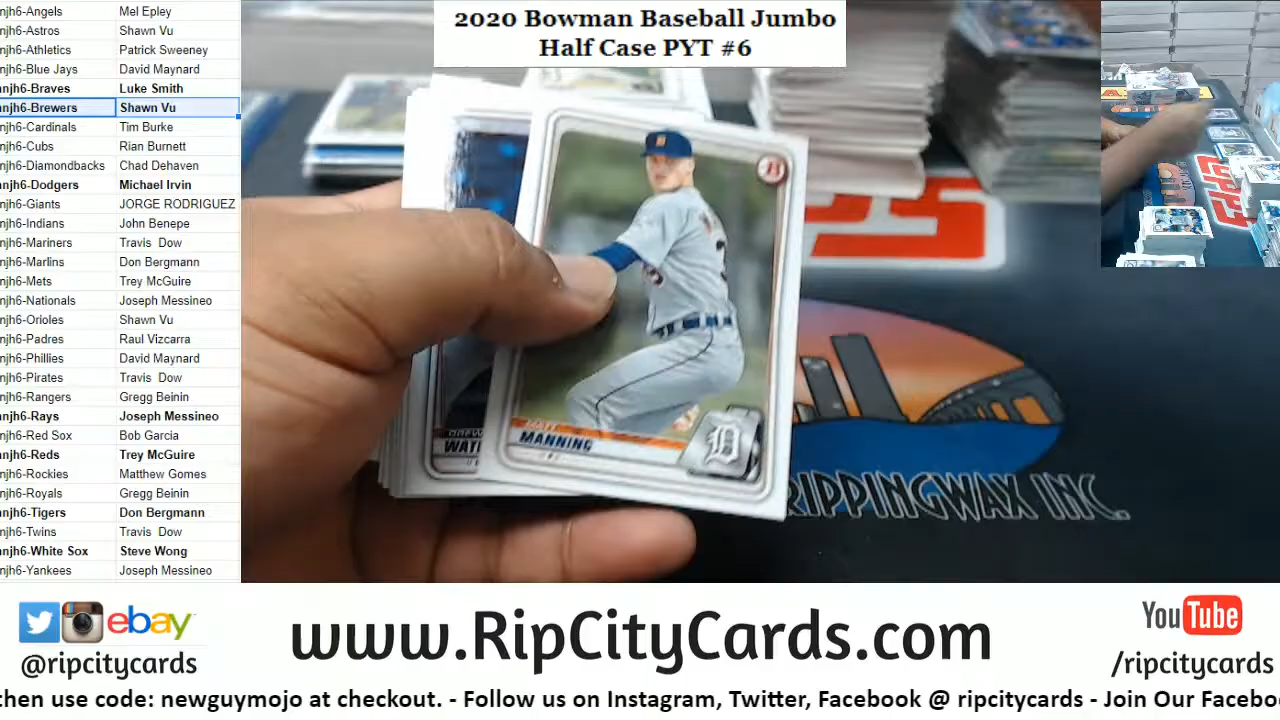 2020 Bowman Baseball Jumbo
Half Case PYT #6
njh6-Angels Mel Epley
njh6-Astros Shawn Vu
njh6-Athletics Patrick Sweeney
njh6-Blue Jays David Maynard
njh6-Braves Luke Smith
njh6-Brewers Shawn Vu
njh6-Cardinals Tim Burke
njh6-Cubs Rian Burnett
njh6-Diamondbacks Chad Dehaven
njh6-Dodgers Michael Irvin
njh6-Giants JORGE RODRIGUEZ
njh6-Indians John Benepe
njh6-Mariners Travis Dow
njh6-Marlins Don Bergmann
njh6-Mets Trey McGuire
njh6-Nationals Joseph Messineo
njh6-Orioles Shawn Vu
njh6-Padres Raul Vizcarra
njh6-Phillies David Maynard
njh6-Pirates Travis Dow
njh6-Rangers Gregg Beinin
njh6-Rays Joseph Messineo
njh6-Red Sox Bob Garcia
njh6-Reds Trey McGuire
njh6-Rockies Matthew Gomes
njh6-Royals Gregg Beinin
njh6-Tigers Don Bergmann
njh6-Twins Travis Dow
njh6-White Sox Steve Wong
njh6-Yankees Joseph Messineo
B
MATT
MANNING
D
WAT
RIPPINGWAX INC.
ebay
@ripcitycards
www.RipCityCards.com
YouTube
/ripcitycards
then use code: newguymojo at checkout. - Follow us on Instagram, Twitter, Facebook @ ripcitycards - Join Our Facebo